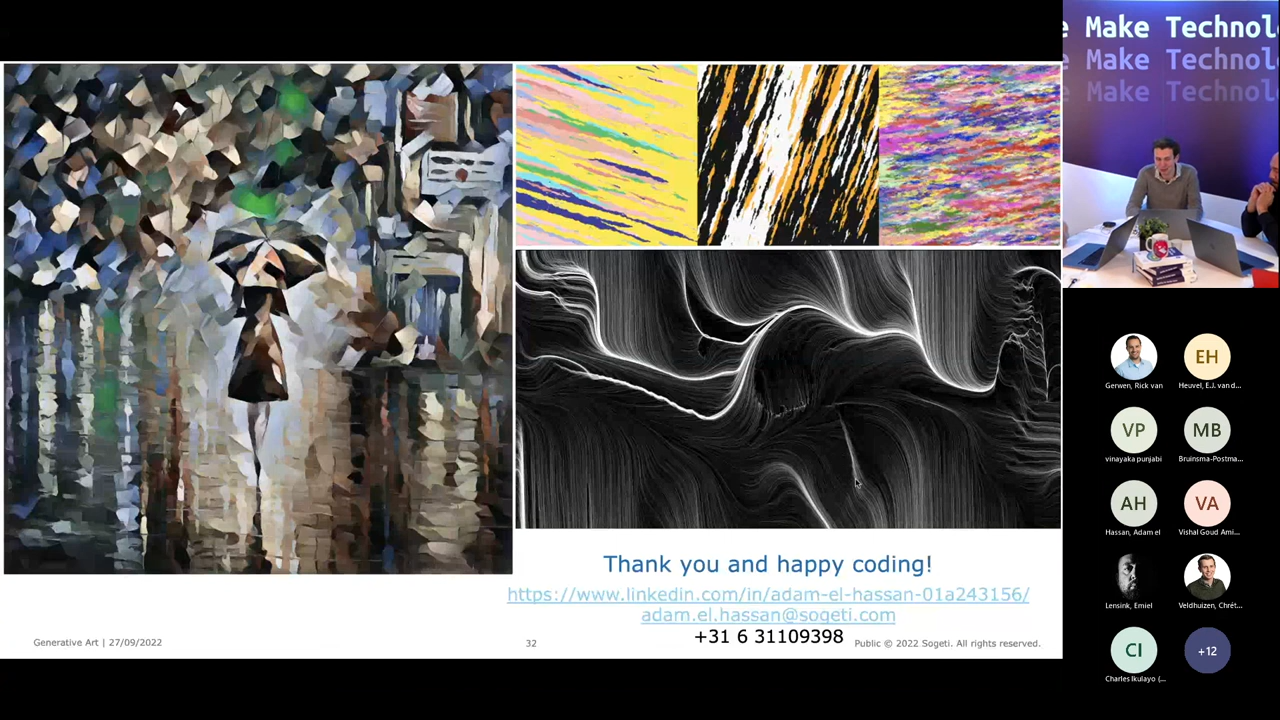 Thank you and happy coding!
https://www.linkedin.com/in/adam-el-hassan-01a243156/
adam.el.hassan@sogeti.com
+31 6 31109398
Generative Art | 27/09/2022
32
Public © 2022 Sogeti. All rights reserved.
e Make Technol
Make Technol
Make Technol
Gerwen, Rick van
EH
Heuvel, E.J. van d...
VP
vinayaka punjabi
MB
Bruinsma-Postma...
AH
Hassan, Adam el
VA
Vishal Goud Ami...
Lensink, Emiel
Veldhuizen, Chrét...
CI
Charles Ikulayo (...
+12